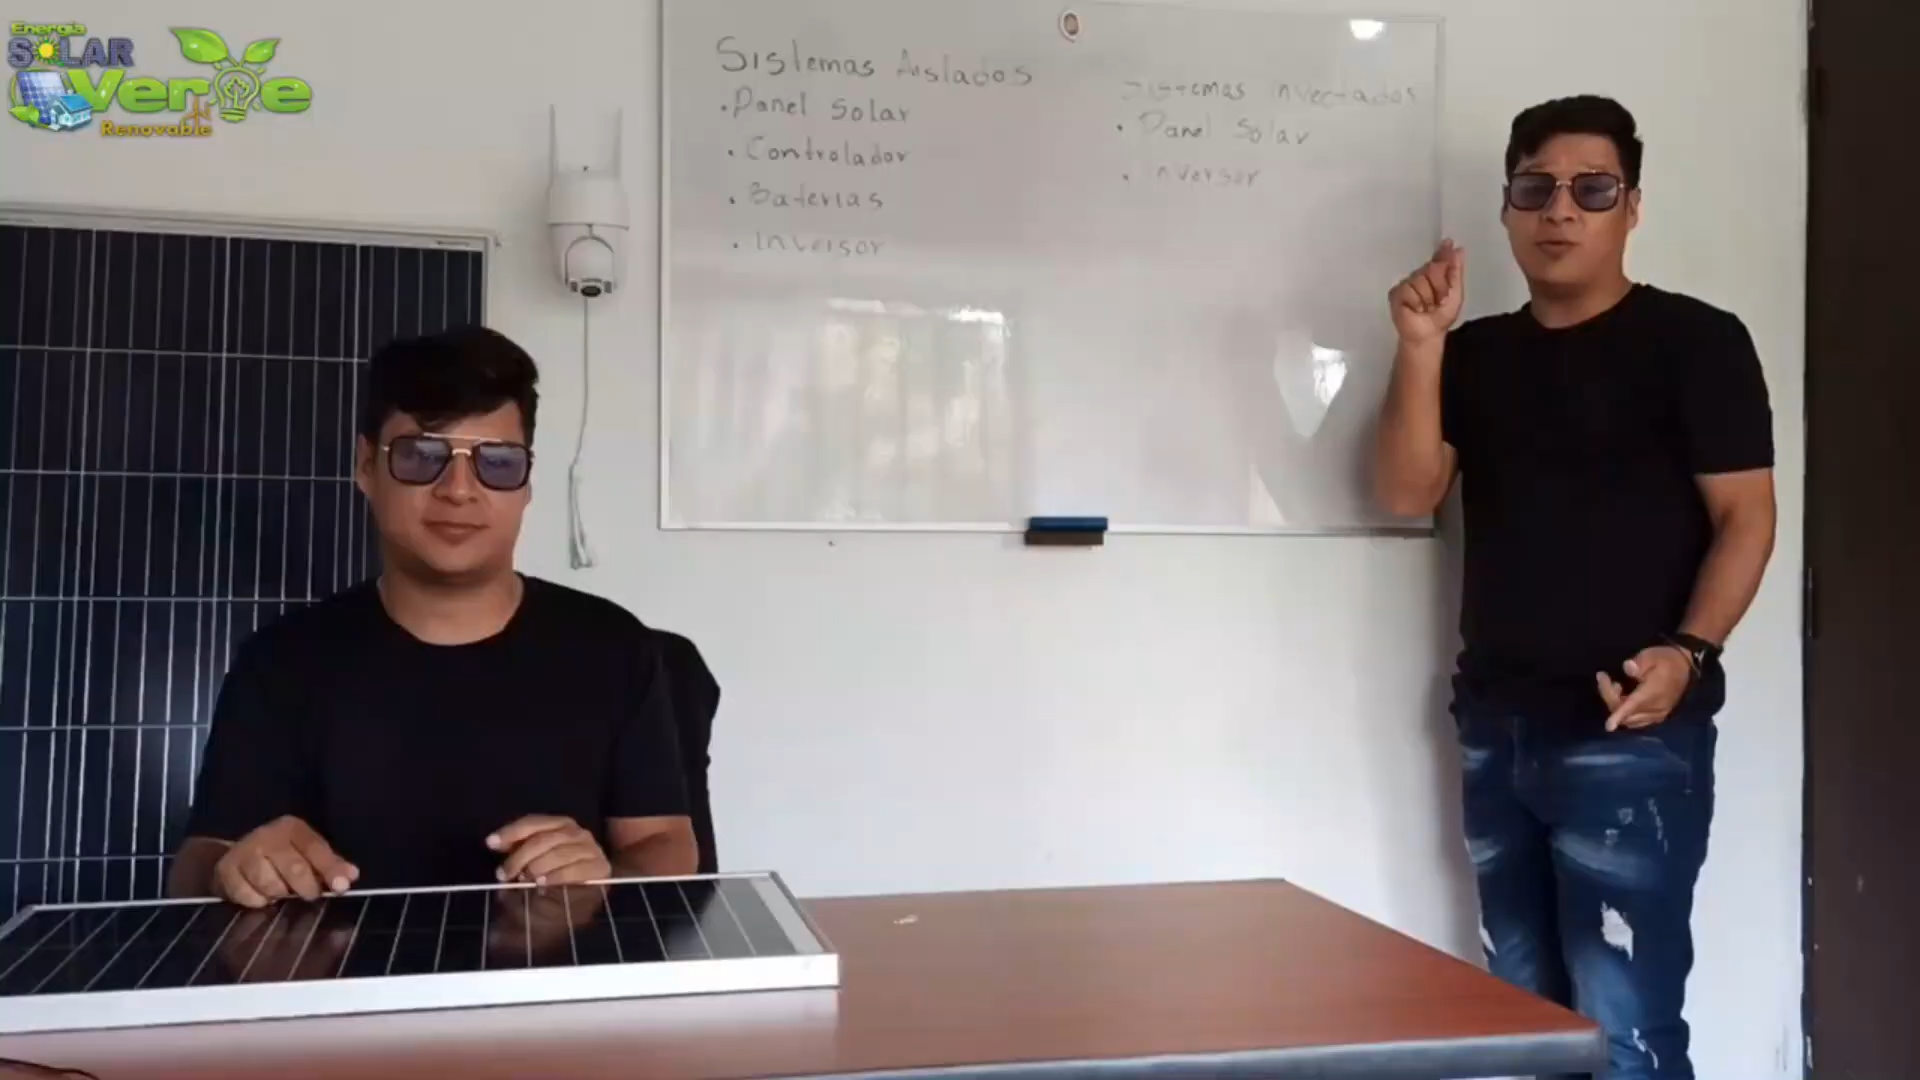 Energía
SOLAR
Verde
Renovable
Sistemas Aislados
• Panel Solar
• Controlador
• Baterias
• Inversor
Sistemas inyectados
• Panel Solar
• inversor